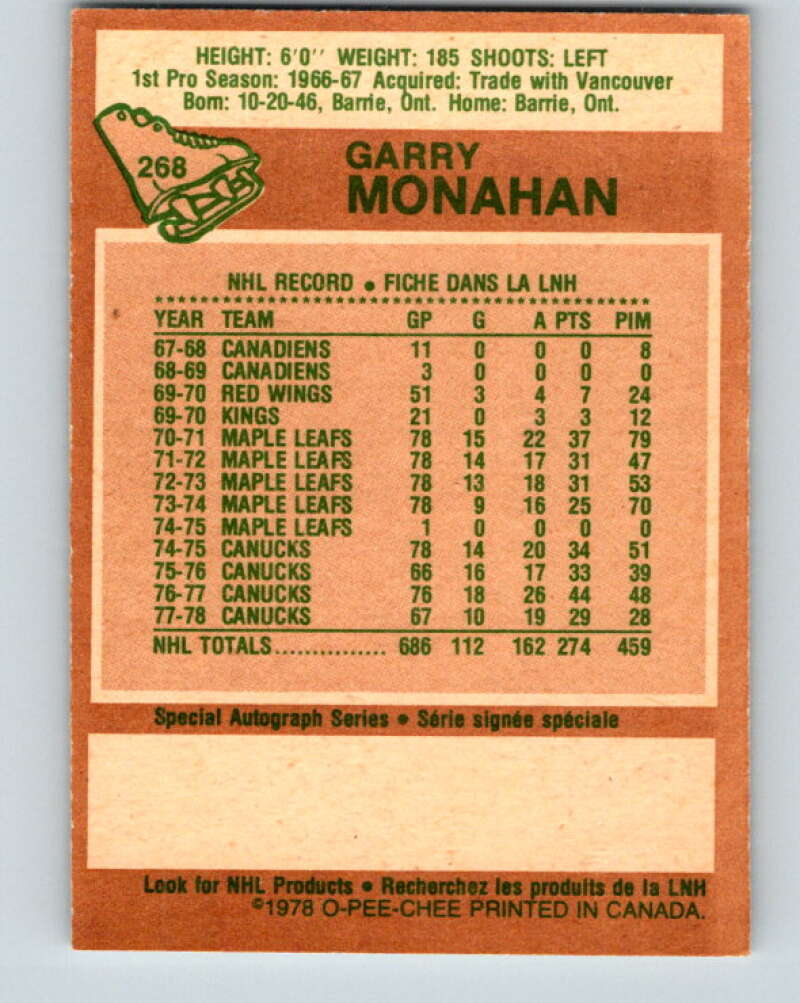 HEIGHT: 6'0'' WEIGHT: 185 SHOOTS: LEFT
1st Pro Season: 1966-67 Acquired: Trade with Vancouver
Born: 10-20-46, Barrie, Ont. Home: Barrie, Ont.
268
GARRY
MONAHAN
NHL RECORD • FICHE DANS LA LNH
YEAR TEAM GP G A PTS PIM
67-68 CANADIENS 11 0 0 0 8
68-69 CANADIENS 3 0 0 0 0
69-70 RED WINGS 51 3 4 7 24
69-70 KINGS 21 0 3 3 12
70-71 MAPLE LEAFS 78 15 22 37 79
71-72 MAPLE LEAFS 78 14 17 31 47
72-73 MAPLE LEAFS 78 13 18 31 53
73-74 MAPLE LEAFS 78 9 16 25 70
74-75 MAPLE LEAFS 1 0 0 0 0
74-75 CANUCKS 78 14 20 34 51
75-76 CANUCKS 66 16 17 33 39
76-77 CANUCKS 76 18 26 44 48
77-78 CANUCKS 67 10 19 29 28
NHL TOTALS............... 686 112 162 274 459
Special Autograph Series • Série signée spéciale
Look for NHL Products • Recherchez les produits de la LNH
©1978 O-PEE-CHEE PRINTED IN CANADA.